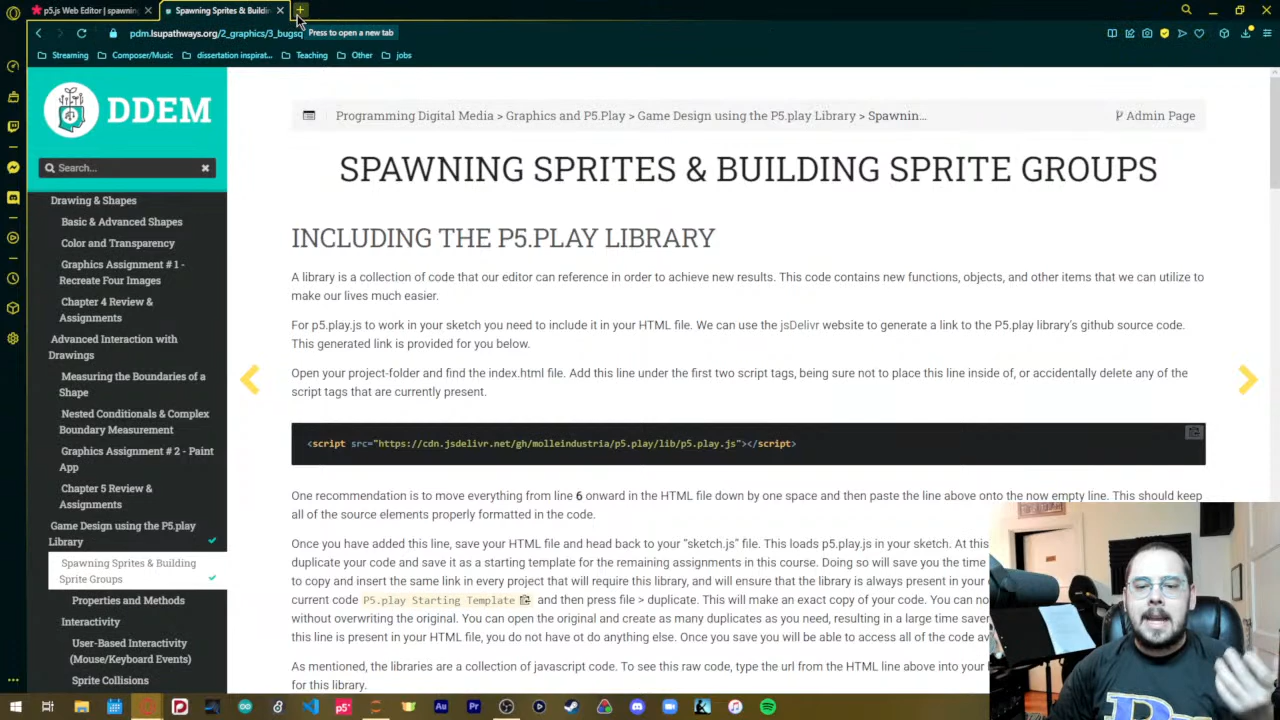 p5.js Web Editor | spawning
Spawning Sprites & Buildin
pdm.lsupathways.org/2_graphics/3_bugsq
Press to open a new tab
Streaming
Composer/Music
dissertation inspirat...
Teaching
Other
jobs
DDEM
Search...
Drawing & Shapes
Basic & Advanced Shapes
Color and Transparency
Graphics Assignment # 1 -
Recreate Four Images
Chapter 4 Review &
Assignments
Advanced Interaction with
Drawings
Measuring the Boundaries of a
Shape
Nested Conditionals & Complex
Boundary Measurement
Graphics Assignment # 2 - Paint
App
Chapter 5 Review &
Assignments
Game Design using the P5.play
Library
Spawning Sprites & Building
Sprite Groups
Properties and Methods
Interactivity
User-Based Interactivity
(Mouse/Keyboard Events)
Sprite Collisions
Programming Digital Media > Graphics and P5.Play > Game Design using the P5.play Library > Spawnin...
Admin Page
SPAWNING SPRITES & BUILDING SPRITE GROUPS
INCLUDING THE P5.PLAY LIBRARY
A library is a collection of code that our editor can reference in order to achieve new results. This code contains new functions, objects, and other items that we can utilize to
make our lives much easier.
For p5.play.js to work in your sketch you need to include it in your HTML file. We can use the jsDelivr website to generate a link to the P5.play library's github source code.
This generated link is provided for you below.
Open your project-folder and find the index.html file. Add this line under the first two script tags, being sure not to place this line inside of, or accidentally delete any of the
script tags that are currently present.
<script src="https://cdn.jsdelivr.net/gh/molleindustria/p5.play/lib/p5.play.js"></script>
One recommendation is to move everything from line 6 onward in the HTML file down by one space and then paste the line above onto the now empty line. This should keep
all of the source elements properly formatted in the code.
Once you have added this line, save your HTML file and head back to your "sketch.js" file. This loads p5.play.js in your sketch. At this
duplicate your code and save it as a starting template for the remaining assignments in this course. Doing so will save you the time
to copy and insert the same link in every project that will require this library, and will ensure that the library is always present in your
current code P5.play Starting Template and then press file > duplicate. This will make an exact copy of your code. You can no
without overwriting the original. You can open the original and create as many duplicates as you need, resulting in a large time saver
this line is present in your HTML file, you do not have ot do anything else. Once you save you will be able to access all of the code av
As mentioned, the libraries are a collection of javascript code. To see this raw code, type the url from the HTML line above into your
for this library.
DIGITAL